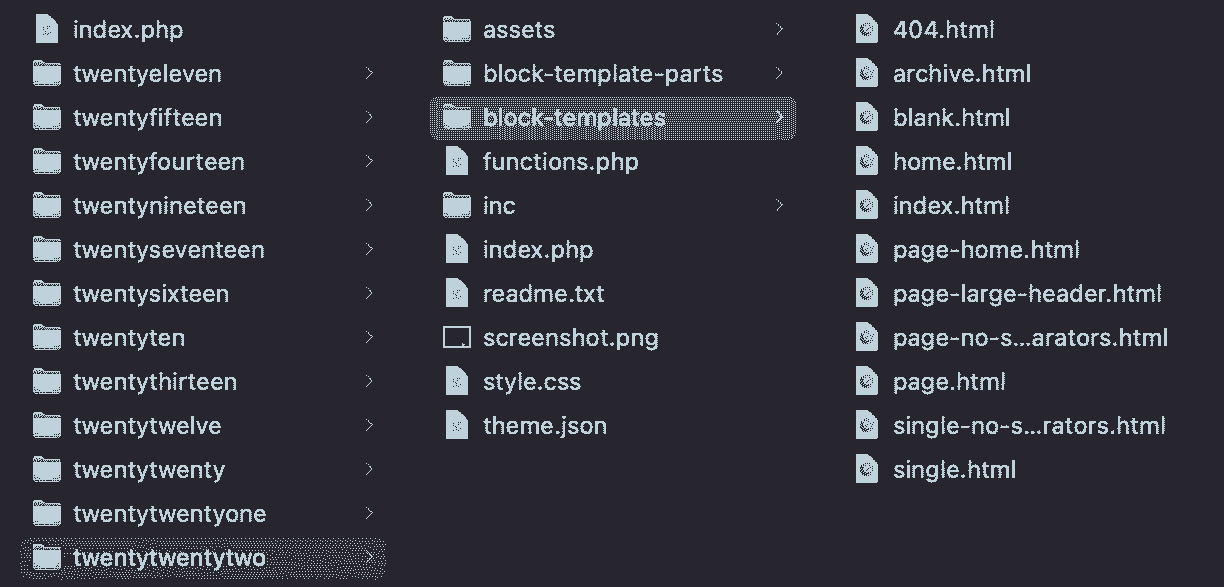 index.php
twentyeleven
twentyfifteen
twentyfourteen
twentynineteen
twentyseventeen
twentysixteen
twentyten
twentythirteen
twentytwelve
twentytwenty
twentytwentyone
twentytwentytwo
assets
block-template-parts
block-templates
functions.php
inc
index.php
readme.txt
screenshot.png
style.css
theme.json
404.html
archive.html
blank.html
home.html
index.html
page-home.html
page-large-header.html
page-no-s...arators.html
page.html
single-no-s...rators.html
single.html